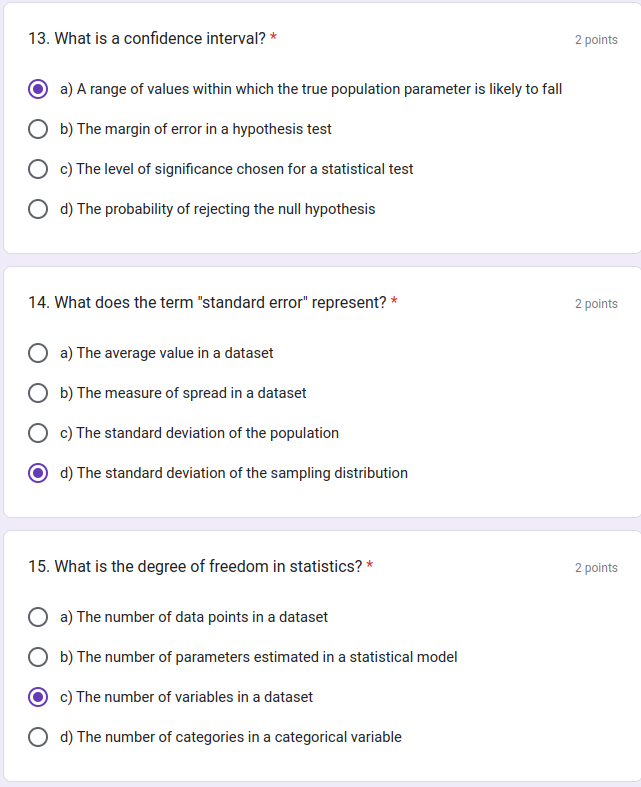 13. What is a confidence interval? *
2 points
a) A range of values within which the true population parameter is likely to fall
b) The margin of error in a hypothesis test
c) The level of significance chosen for a statistical test
d) The probability of rejecting the null hypothesis
14. What does the term "standard error" represent? *
2 points
a) The average value in a dataset
b) The measure of spread in a dataset
c) The standard deviation of the population
d) The standard deviation of the sampling distribution
15. What is the degree of freedom in statistics? *
2 points
a) The number of data points in a dataset
b) The number of parameters estimated in a statistical model
c) The number of variables in a dataset
d) The number of categories in a categorical variable